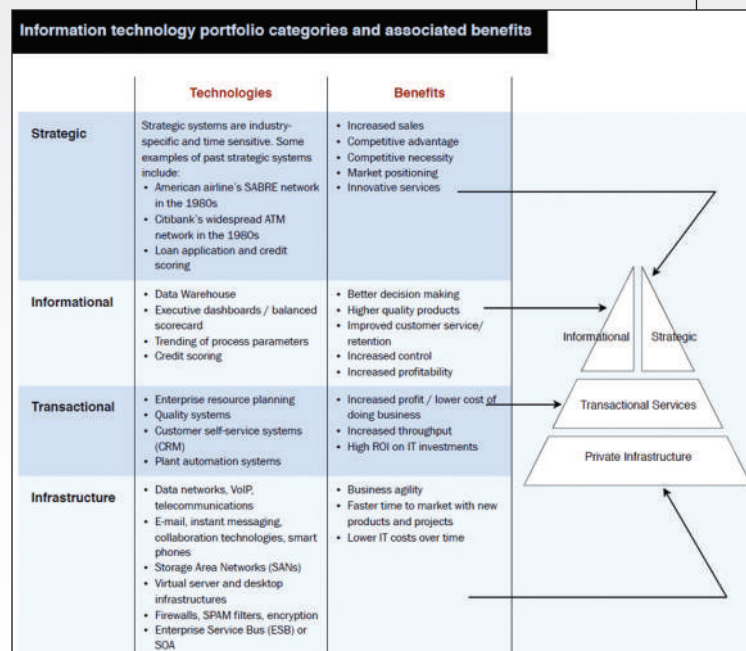 Information technology portfolio categories and associated benefits
Technologies
Benefits
Strategic
Strategic systems are industry-
specific and time sensitive. Some
examples of past strategic systems
include:
• American airline's SABRE network
in the 1980s
• Citibank's widespread ATM
network in the 1980s
• Loan application and credit
scoring
• Increased sales
• Competitive advantage
• Competitive necessity
• Market positioning
• Innovative services
Informational
• Data Warehouse
• Executive dashboards / balanced
scorecard
• Trending of process parameters
• Credit scoring
• Better decision making
• Higher quality products
• Improved customer service/
retention
• Increased control
• Increased profitability
Transactional
• Enterprise resource planning
• Quality systems
• Customer self-service systems
(CRM)
• Plant automation systems
• Increased profit / lower cost of
doing business
• Increased throughput
• High ROI on IT investments
Infrastructure
• Data networks, VoIP,
telecommunications
• E-mail, instant messaging,
collaboration technologies, smart
phones
• Storage Area Networks (SANs)
• Virtual server and desktop
infrastructures
• Firewalls, SPAM filters, encryption
• Enterprise Service Bus (ESB) or
SOA
• Business agility
• Faster time to market with new
products and projects
• Lower IT costs over time
Informational
Strategic
Transactional Services
Private Infrastructure